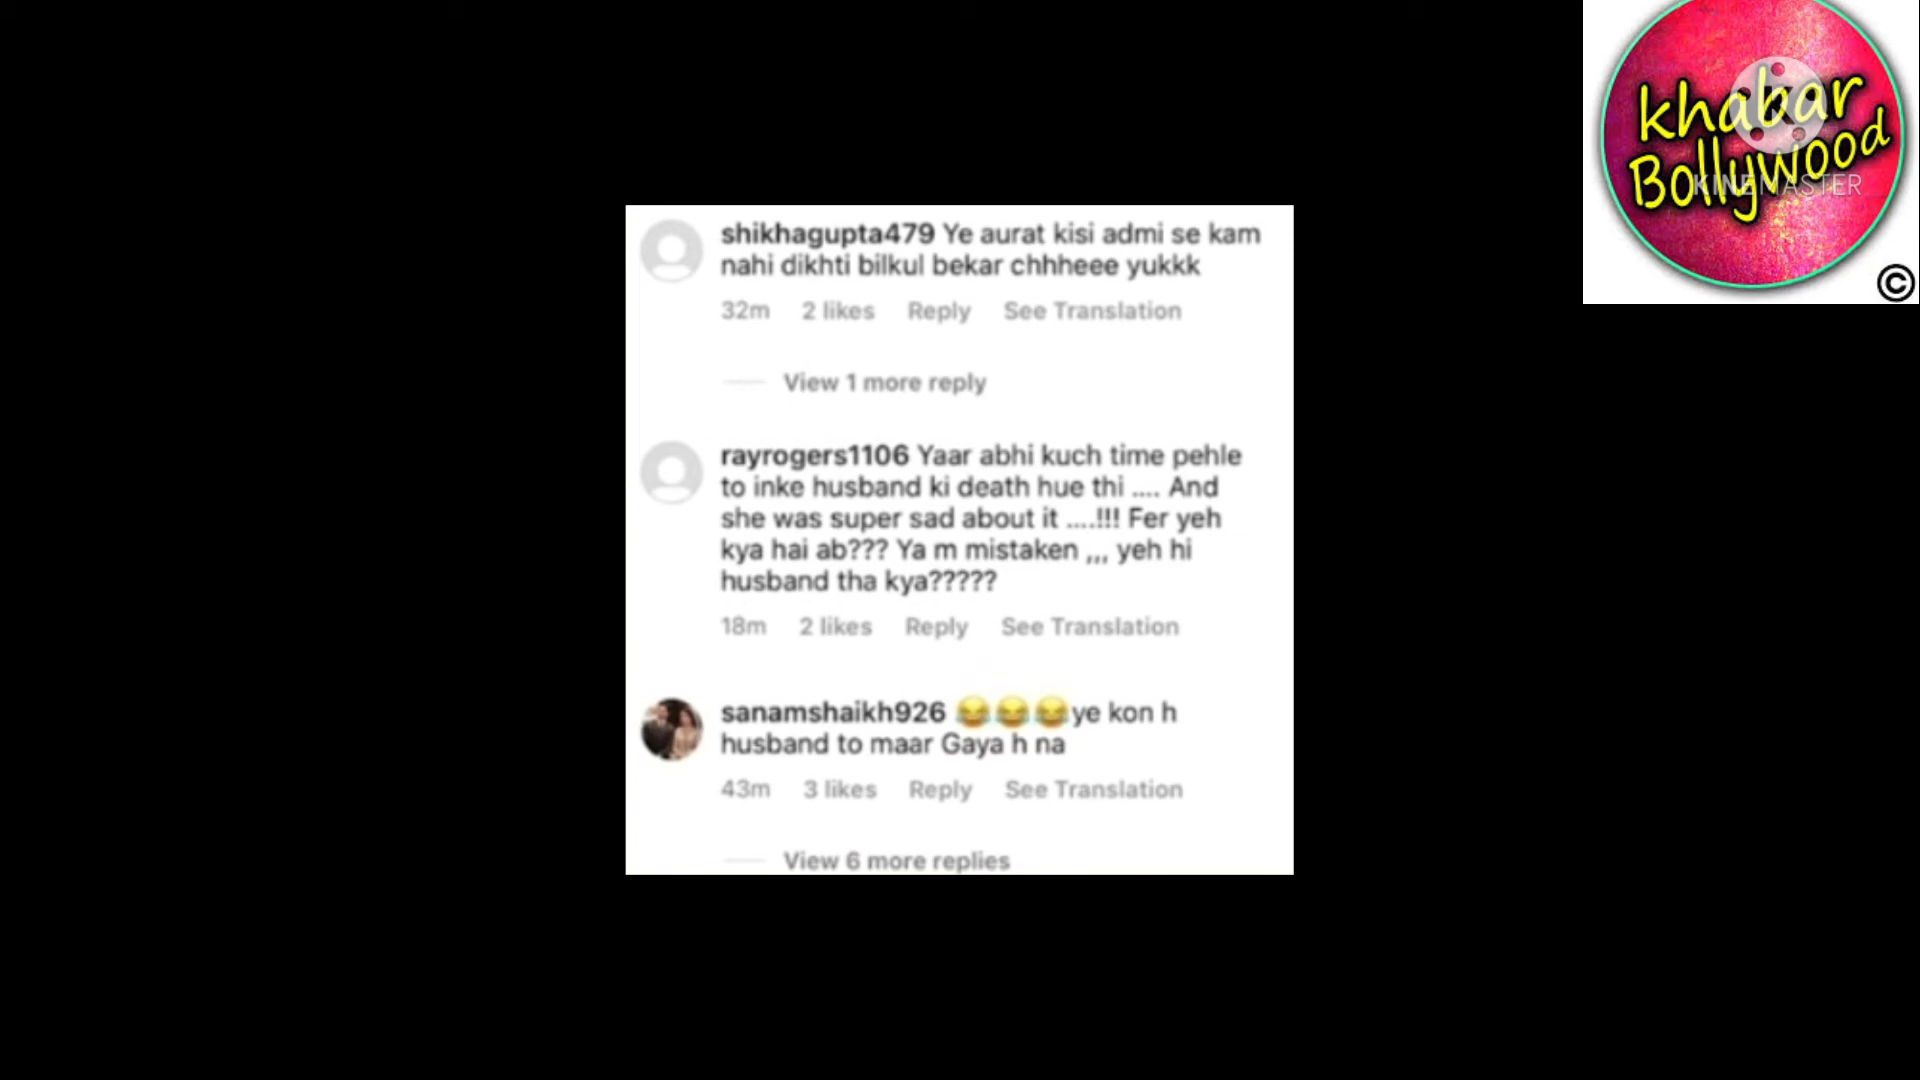 khabar
Bollywood
KINEMASTER
©
shikhagupta479 Ye aurat kisi admi se kam
nahi dikhti bilkul bekar chhheee yukkk
32m 2 likes Reply See Translation
View 1 more reply
rayrogers1106 Yaar abhi kuch time pehle
to inke husband ki death hue thi .... And
she was super sad about it ....!!! Fer yeh
kya hai ab??? Ya m mistaken ,,, yeh hi
husband tha kya?????
18m 2 likes Reply See Translation
sanamshaikh926 😂😂😂ye kon h
husband to maar Gaya h na
43m 3 likes Reply See Translation
View 6 more replies